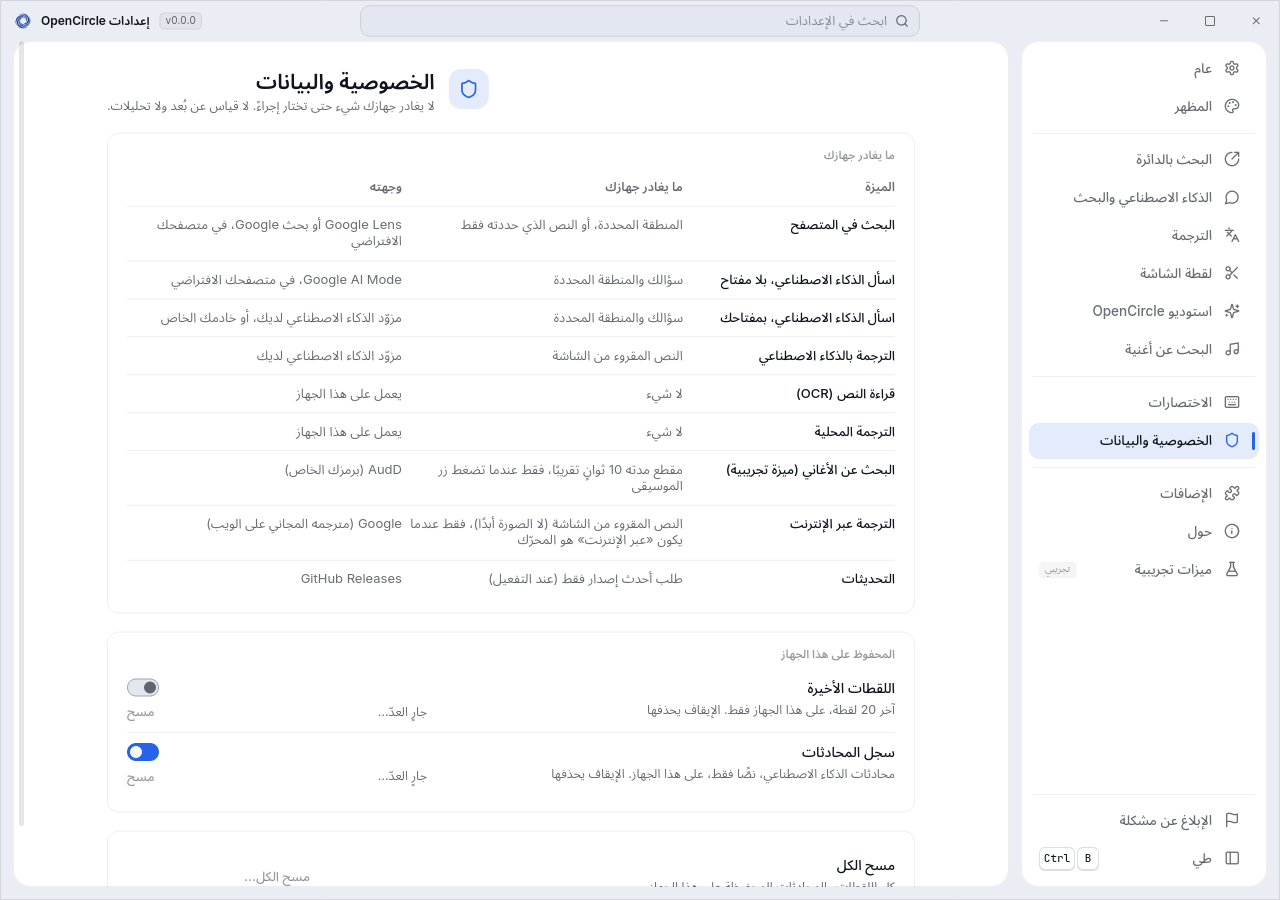 إعدادات OpenCircle
v0.0.0
ابحث في الإعدادات
عام
المظهر
البحث بالدائرة
الذكاء الاصطناعي والبحث
الترجمة
لقطة الشاشة
استوديو OpenCircle
البحث عن أغنية
الاختصارات
الخصوصية والبيانات
الإضافات
حول
ميزات تجريبية
تجريبي
الإبلاغ عن مشكلة
طي
Ctrl B
الخصوصية والبيانات
لا يغادر جهازك شيء حتى تختار إجراءً. لا قياس عن بُعد ولا تحليلات.
ما يغادر جهازك
الميزة ما يغادر جهازك وجهته
البحث في المتصفح المنطقة المحددة، أو النص الذي حددته فقط Google Lens أو بحث Google، في متصفحك
الافتراضي
اسأل الذكاء الاصطناعي، بلا مفتاح سؤالك والمنطقة المحددة Google AI Mode، في متصفحك الافتراضي
اسأل الذكاء الاصطناعي، بمفتاحك سؤالك والمنطقة المحددة مزوّد الذكاء الاصطناعي لديك، أو خادمك الخاص
الترجمة بالذكاء الاصطناعي النص المقروء من الشاشة مزوّد الذكاء الاصطناعي لديك
قراءة النص (OCR) لا شيء يعمل على هذا الجهاز
الترجمة المحلية لا شيء يعمل على هذا الجهاز
البحث عن الأغاني (ميزة تجريبية) مقطع مدته 10 ثوانٍ تقريبًا، فقط عندما تضغط زر AudD (برمزك الخاص)
الموسيقى
الترجمة عبر الإنترنت النص المقروء من الشاشة (لا الصورة أبدًا)، فقط عندما Google (مترجمه المجاني على الويب)
يكون «عبر الإنترنت» هو المحرّك
التحديثات طلب أحدث إصدار فقط (عند التفعيل) GitHub Releases
المحفوظ على هذا الجهاز
اللقطات الأخيرة
آخر 20 لقطة، على هذا الجهاز فقط. الإيقاف يحذفها
جارٍ العدّ...
مسح
سجل المحادثات
محادثات الذكاء الاصطناعي، نصًا فقط، على هذا الجهاز. الإيقاف يحذفها
جارٍ العدّ...
مسح
مسح الكل
مسح الكل...